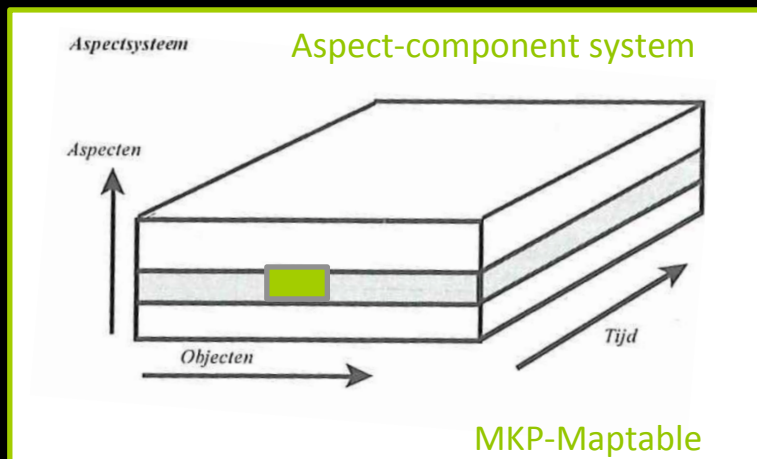 Aspectsysteem
Aspect-component system
Aspecten
Objecten
Tijd
MKP-Maptable